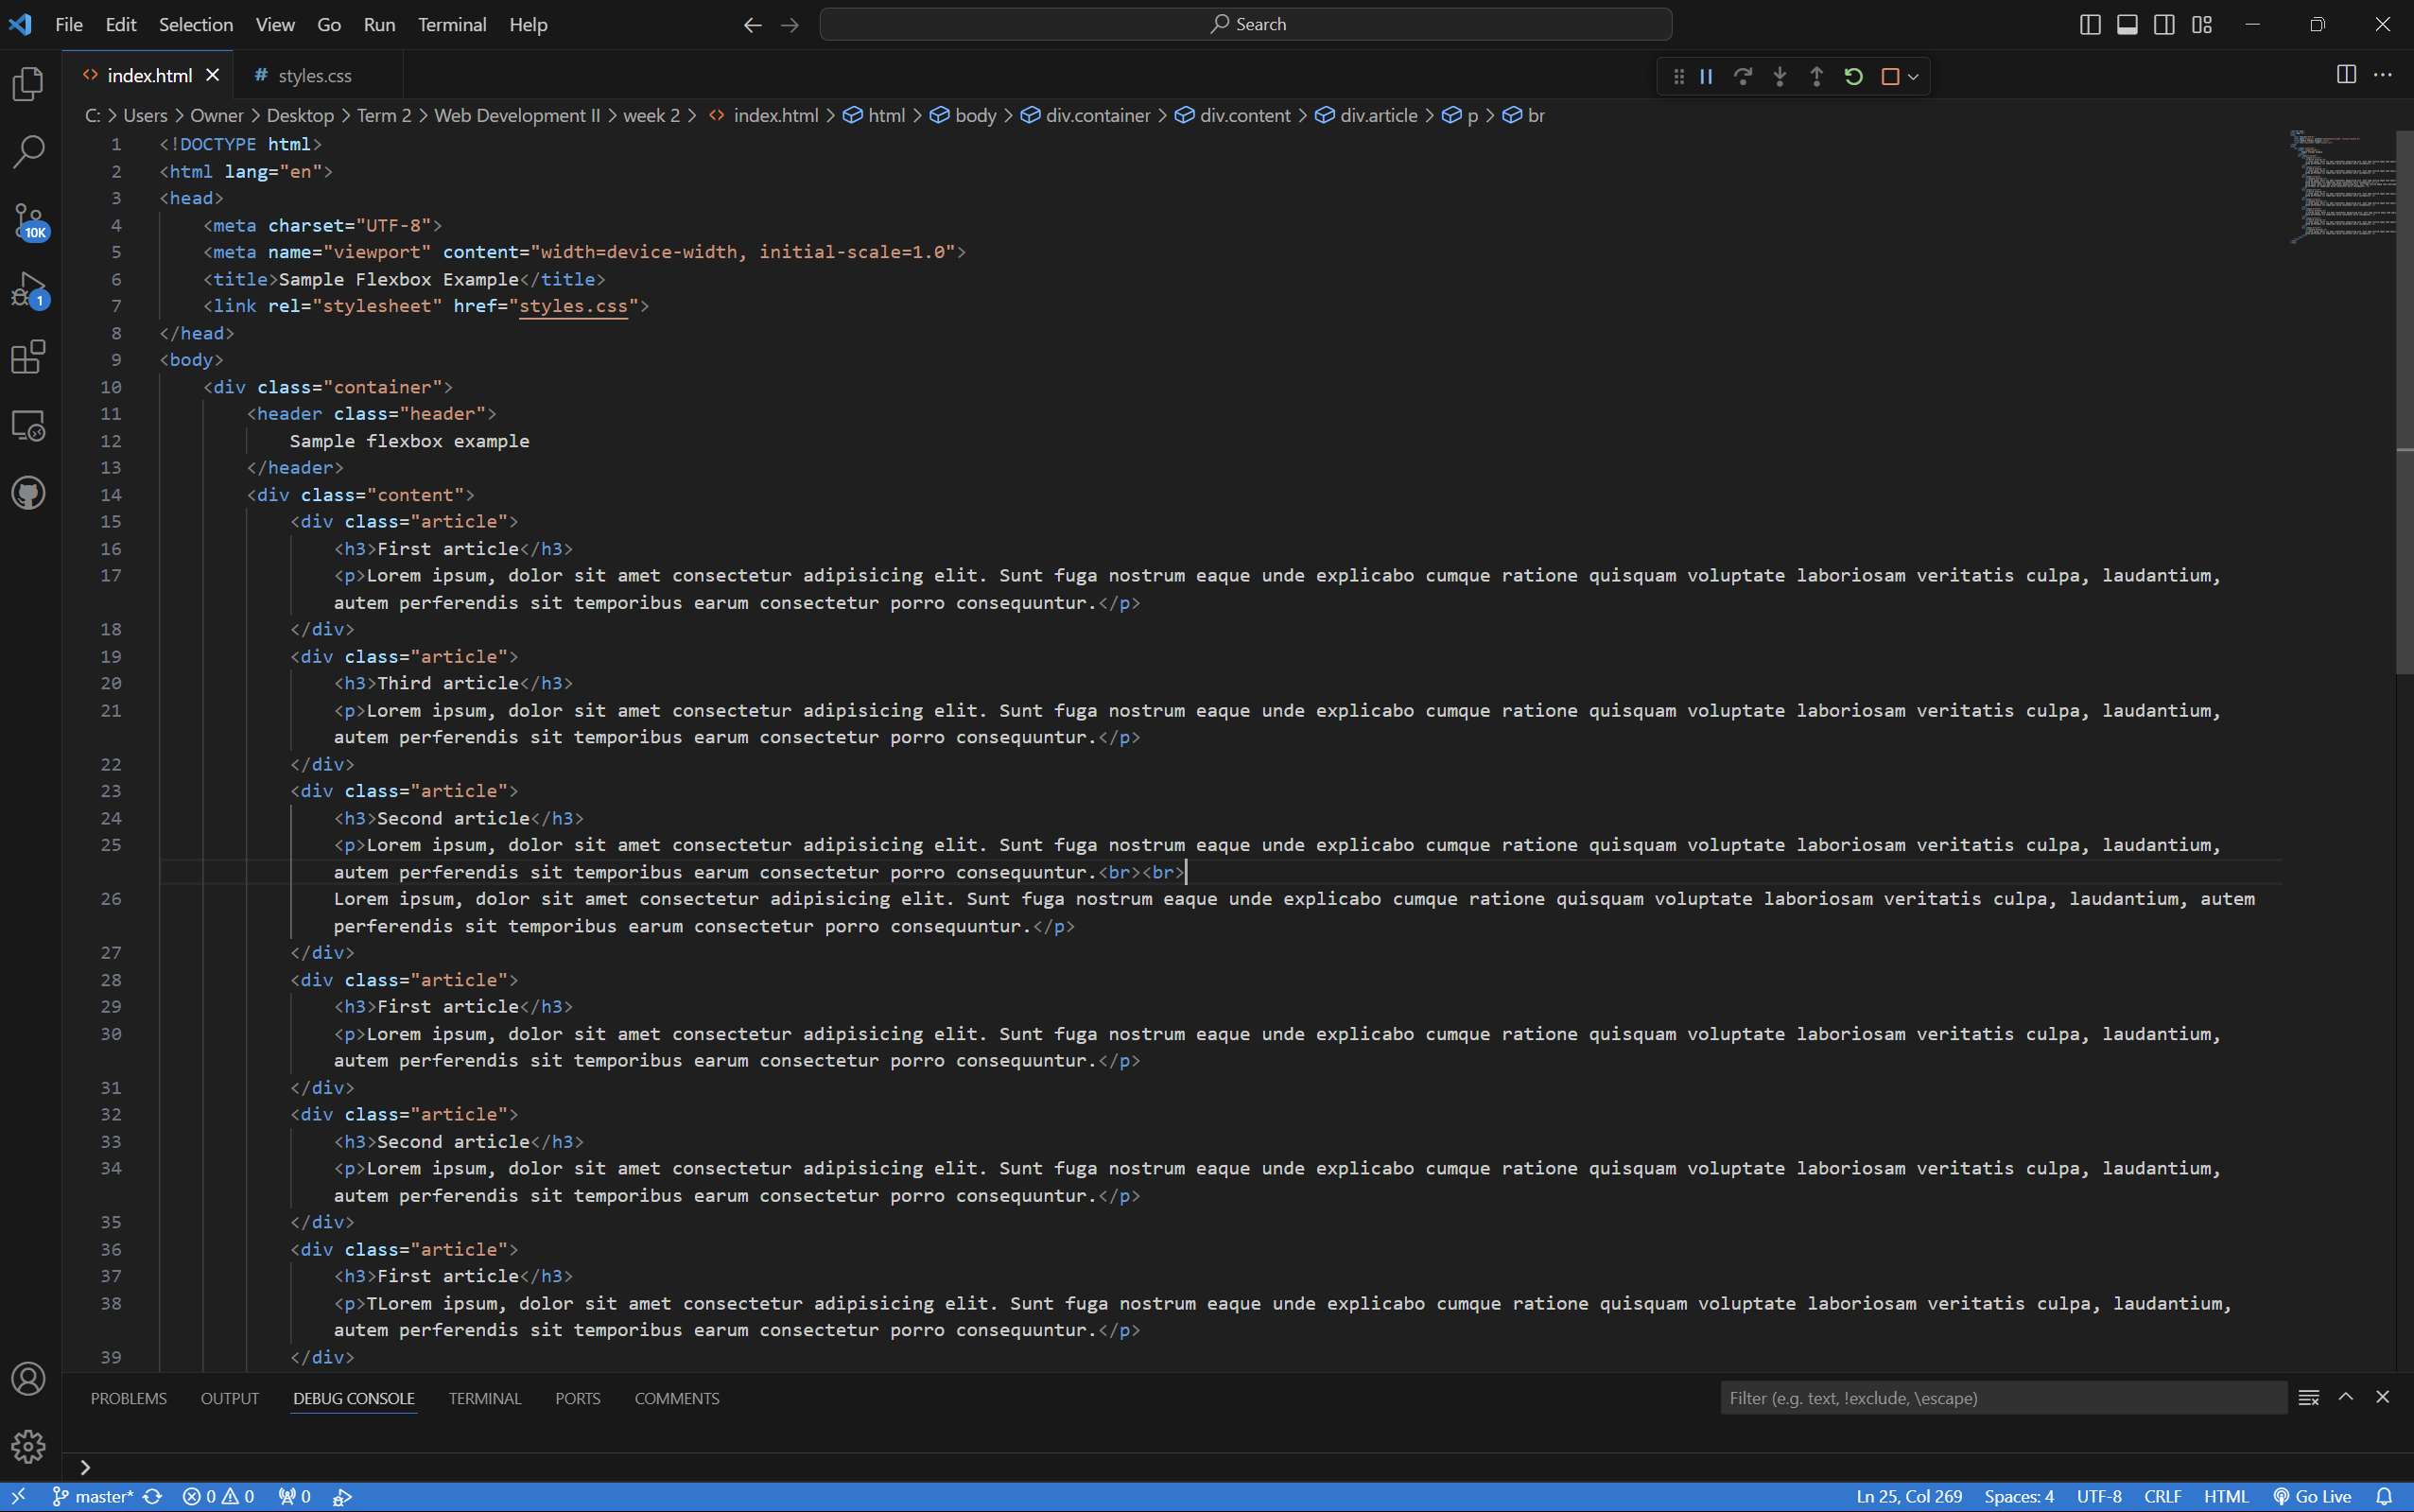 File Edit Selection View Go Run Terminal Help Search
index.html styles.css
C: > Users > Owner > Desktop > Term 2 > Web Development II > week 2 > index.html > html > body > div.container > div.content > div.article > p > br
1 <!DOCTYPE html>
2 <html lang="en">
3 <head>
4 <meta charset="UTF-8">
5 <meta name="viewport" content="width=device-width, initial-scale=1.0">
6 <title>Sample Flexbox Example</title>
7 <link rel="stylesheet" href="styles.css">
8 </head>
9 <body>
10 <div class="container">
11 <header class="header">
12 Sample flexbox example
13 </header>
14 <div class="content">
15 <div class="article">
16 <h3>First article</h3>
17 <p>Lorem ipsum, dolor sit amet consectetur adipisicing elit. Sunt fuga nostrum eaque unde explicabo cumque ratione quisquam voluptate laboriosam veritatis culpa, laudantium,
autem perferendis sit temporibus earum consectetur porro consequuntur.</p>
18 </div>
19 <div class="article">
20 <h3>Third article</h3>
21 <p>Lorem ipsum, dolor sit amet consectetur adipisicing elit. Sunt fuga nostrum eaque unde explicabo cumque ratione quisquam voluptate laboriosam veritatis culpa, laudantium,
autem perferendis sit temporibus earum consectetur porro consequuntur.</p>
22 </div>
23 <div class="article">
24 <h3>Second article</h3>
25 <p>Lorem ipsum, dolor sit amet consectetur adipisicing elit. Sunt fuga nostrum eaque unde explicabo cumque ratione quisquam voluptate laboriosam veritatis culpa, laudantium,
autem perferendis sit temporibus earum consectetur porro consequuntur.<br><br>
26 Lorem ipsum, dolor sit amet consectetur adipisicing elit. Sunt fuga nostrum eaque unde explicabo cumque ratione quisquam voluptate laboriosam veritatis culpa, laudantium, autem
perferendis sit temporibus earum consectetur porro consequuntur.</p>
27 </div>
28 <div class="article">
29 <h3>First article</h3>
30 <p>Lorem ipsum, dolor sit amet consectetur adipisicing elit. Sunt fuga nostrum eaque unde explicabo cumque ratione quisquam voluptate laboriosam veritatis culpa, laudantium,
autem perferendis sit temporibus earum consectetur porro consequuntur.</p>
31 </div>
32 <div class="article">
33 <h3>Second article</h3>
34 <p>Lorem ipsum, dolor sit amet consectetur adipisicing elit. Sunt fuga nostrum eaque unde explicabo cumque ratione quisquam voluptate laboriosam veritatis culpa, laudantium,
autem perferendis sit temporibus earum consectetur porro consequuntur.</p>
35 </div>
36 <div class="article">
37 <h3>First article</h3>
38 <p>TLorem ipsum, dolor sit amet consectetur adipisicing elit. Sunt fuga nostrum eaque unde explicabo cumque ratione quisquam voluptate laboriosam veritatis culpa, laudantium,
autem perferendis sit temporibus earum consectetur porro consequuntur.</p>
39 </div>
10K
1
PROBLEMS OUTPUT DEBUG CONSOLE TERMINAL PORTS COMMENTS Filter (e.g. text, !exclude, \escape)
master* 0 0 0 Ln 25, Col 269 Spaces: 4 UTF-8 CRLF HTML Go Live